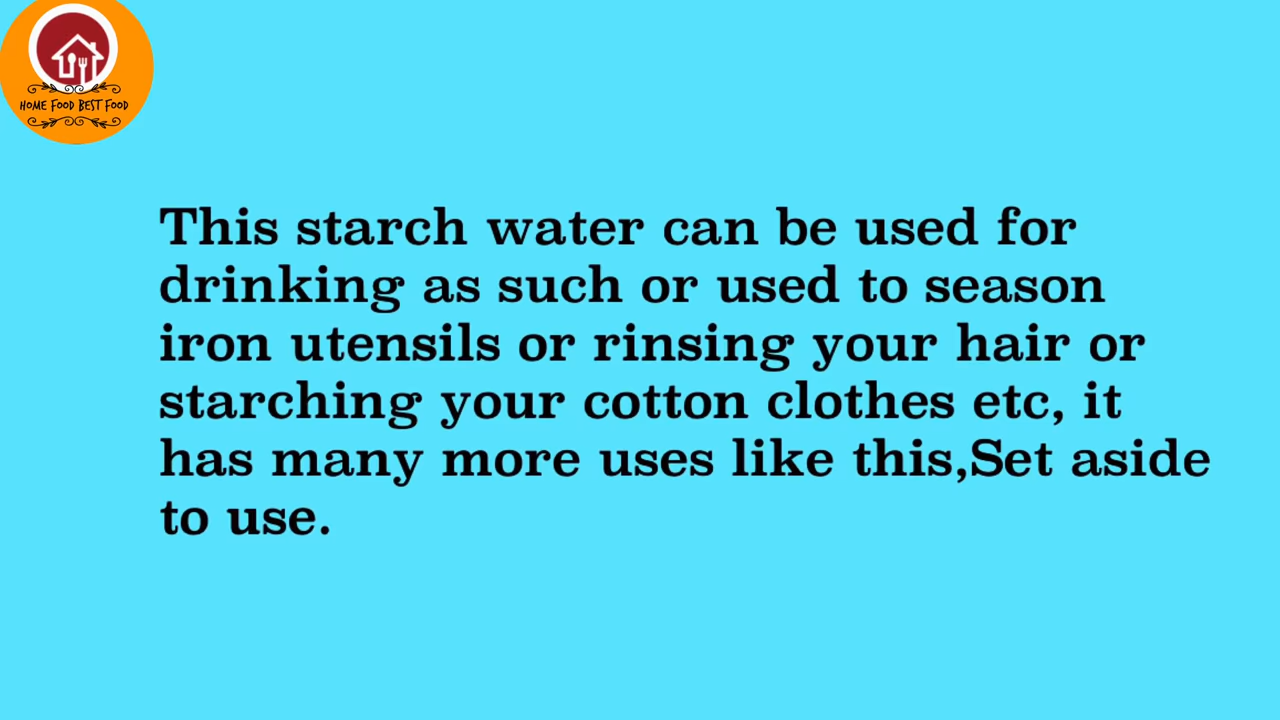 HOME FOOD BEST FOOD
This starch water can be used for
drinking as such or used to season
iron utensils or rinsing your hair or
starching your cotton clothes etc, it
has many more uses like this,Set aside
to use.